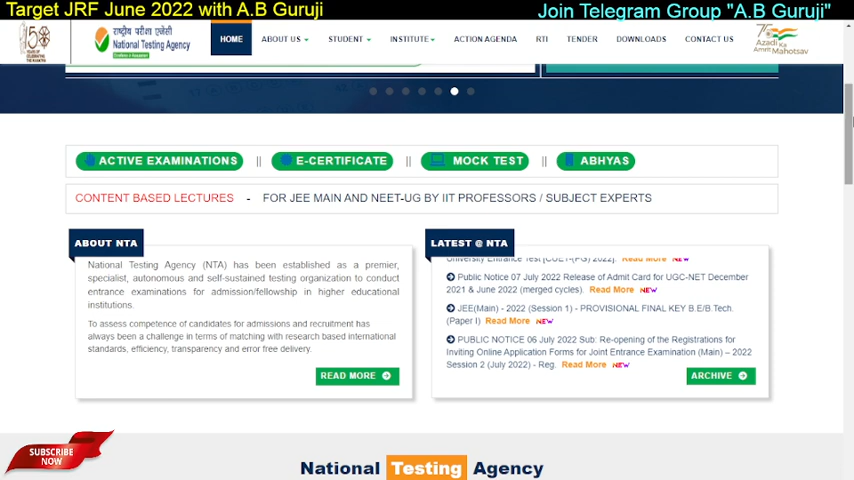 Target JRF June 2022 with A.B Guruji
Join Telegram Group "A.B Guruji"
राष्ट्रीय परीक्षा एजेंसी
National Testing Agency
HOME
ABOUT US
STUDENT
INSTITUTE
ACTION AGENDA
RTI
TENDER
DOWNLOADS
CONTACT US
Azadi Ka
Amrit Mahotsav
ACTIVE EXAMINATIONS || E-CERTIFICATE || MOCK TEST || ABHYAS
CONTENT BASED LECTURES - FOR JEE MAIN AND NEET-UG BY IIT PROFESSORS / SUBJECT EXPERTS
ABOUT NTA
National Testing Agency (NTA) has been established as a premier,
specialist, autonomous and self-sustained testing organization to conduct
entrance examinations for admission/fellowship in higher educational
institutions.
To assess competence of candidates for admissions and recruitment has
always been a challenge in terms of matching with research based international
standards, efficiency, transparency and error free delivery.
READ MORE
LATEST @ NTA
University Entrance Test [CUET-(PG) 2022]. Read More NEW
Public Notice 07 July 2022 Release of Admit Card for UGC-NET December
2021 & June 2022 (merged cycles). Read More NEW
JEE(Main) - 2022 (Session 1) - PROVISIONAL FINAL KEY B.E/B.Tech.
(Paper I) Read More NEW
PUBLIC NOTICE 06 July 2022 Sub: Re-opening of the Registrations for
Inviting Online Application Forms for Joint Entrance Examination (Main) – 2022
Session 2 (July 2022) - Reg. Read More NEW
ARCHIVE
SUBSCRIBE
NOW
National Testing Agency